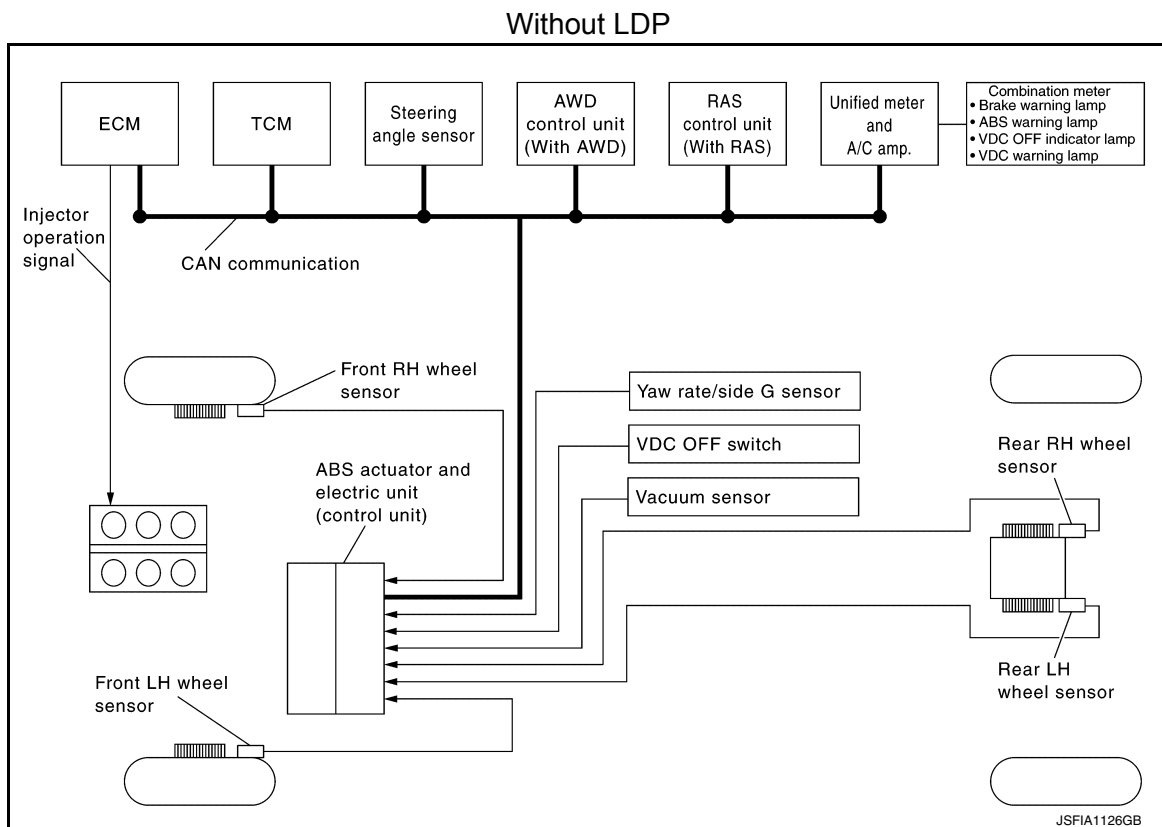 Without LDP
ECM
TCM
Steering
angle sensor
AWD
control unit
(With AWD)
RAS
control unit
(With RAS)
Unified meter
and
A/C amp.
Combination meter
• Brake warning lamp
• ABS warning lamp
• VDC OFF indicator lamp
• VDC warning lamp
Injector
operation
signal
CAN communication
Front RH wheel
sensor
Yaw rate/side G sensor
VDC OFF switch
Vacuum sensor
Rear RH wheel
sensor
ABS actuator and
electric unit
(control unit)
Front LH wheel
sensor
Rear LH
wheel sensor
JSFIA1126GB